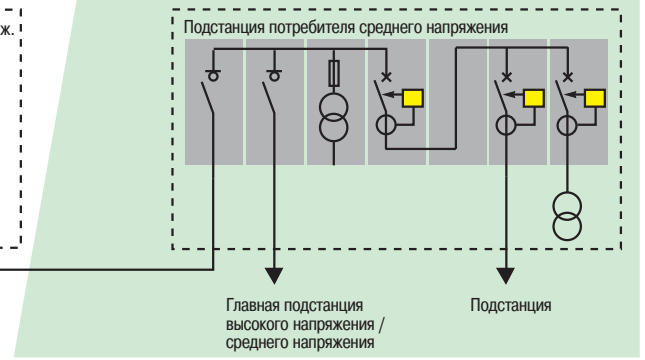 ж.
Подстанция потребителя среднего напряжения
Главная подстанция
высокого напряжения /
среднего напряжения
Подстанция